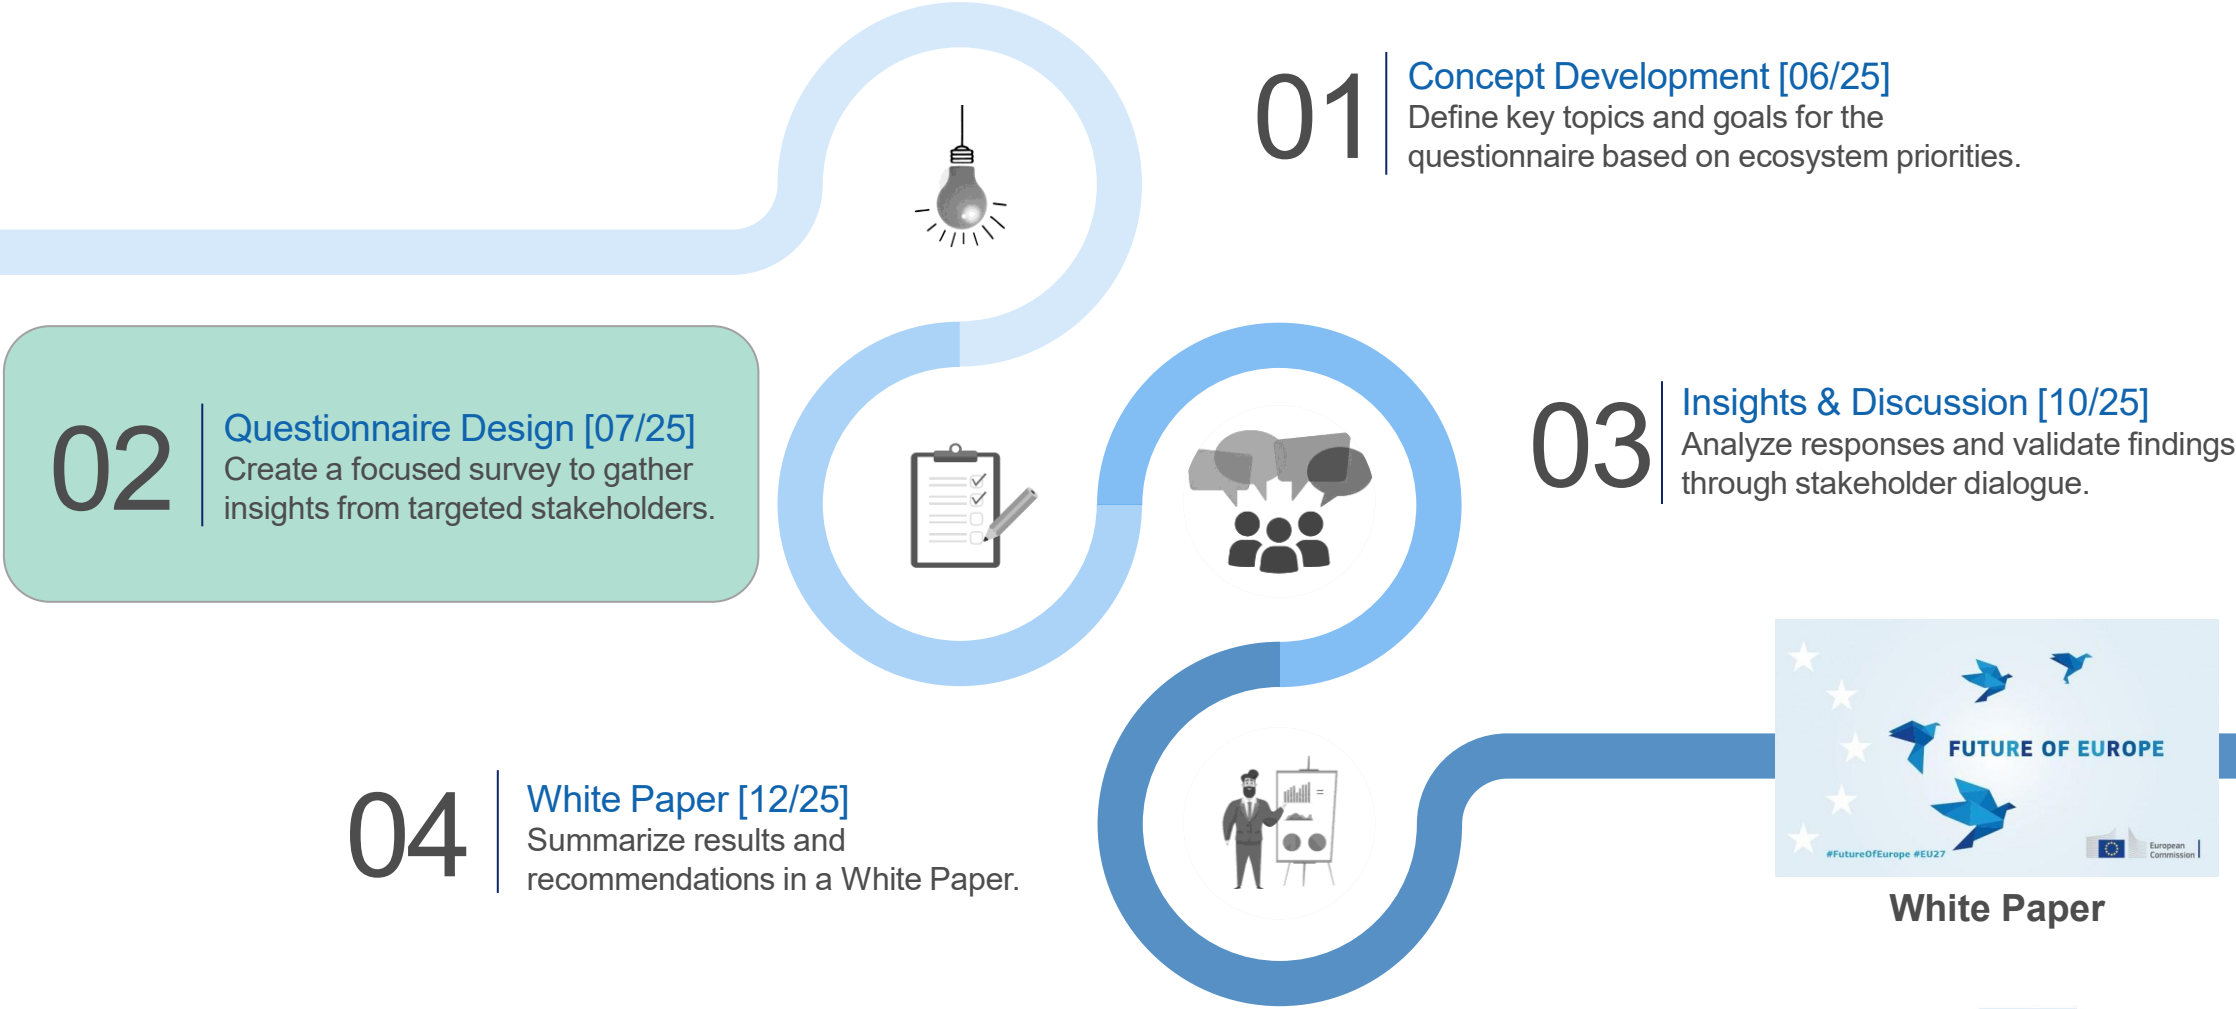 01
Concept Development [06/25]
Define key topics and goals for the
questionnaire based on ecosystem priorities.
02
Questionnaire Design [07/25]
Create a focused survey to gather
insights from targeted stakeholders.
03
Insights & Discussion [10/25]
Analyze responses and validate findings
through stakeholder dialogue.
04
White Paper [12/25]
Summarize results and
recommendations in a White Paper.
FUTURE OF EUROPE
#FutureOfEurope #EU27
European
Commission
White Paper